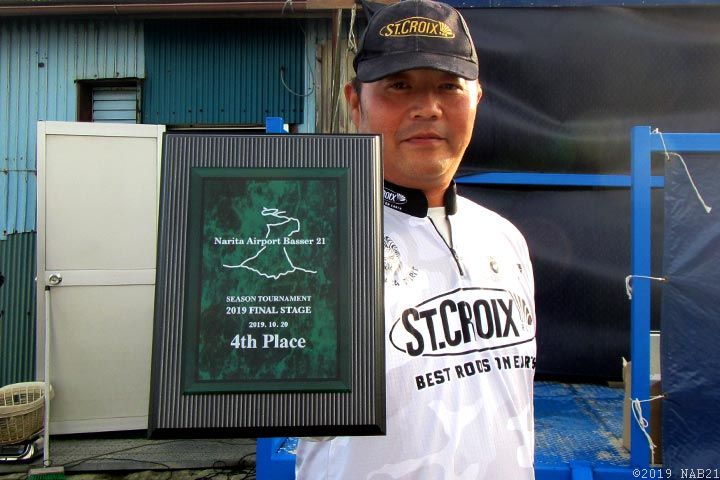 ST.CROIX
Narita Airport Basser 21
SEASON TOURNAMENT
2019 FINAL STAGE
2019. 10. 20
4th Place
ST.CROIX
BEST RODS ON EAR
©2019 NAB21